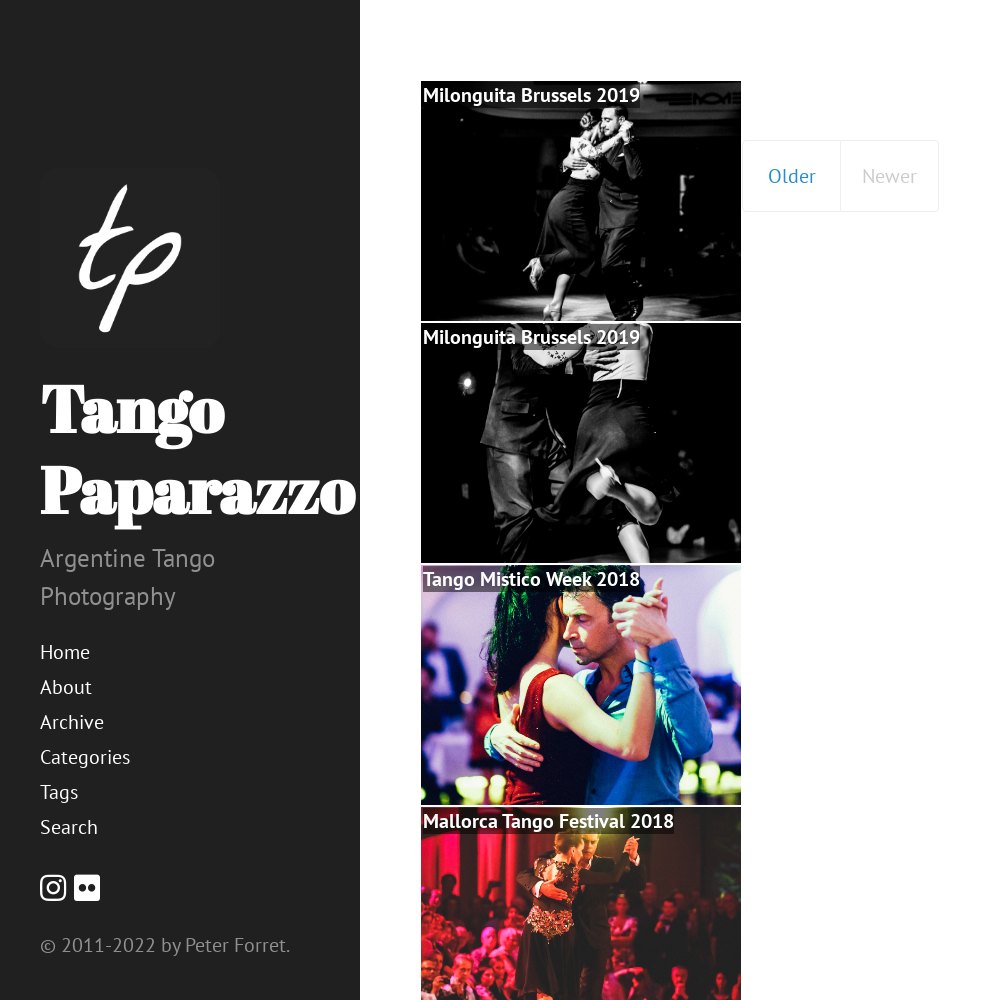 tp
Tango
Paparazzo
Argentine Tango
Photography
Home
About
Archive
Categories
Tags
Search
© 2011-2022 by Peter Forret.
Milonguita Brussels 2019
Milonguita Brussels 2019
Tango Mistico Week 2018
Mallorca Tango Festival 2018
Older
Newer